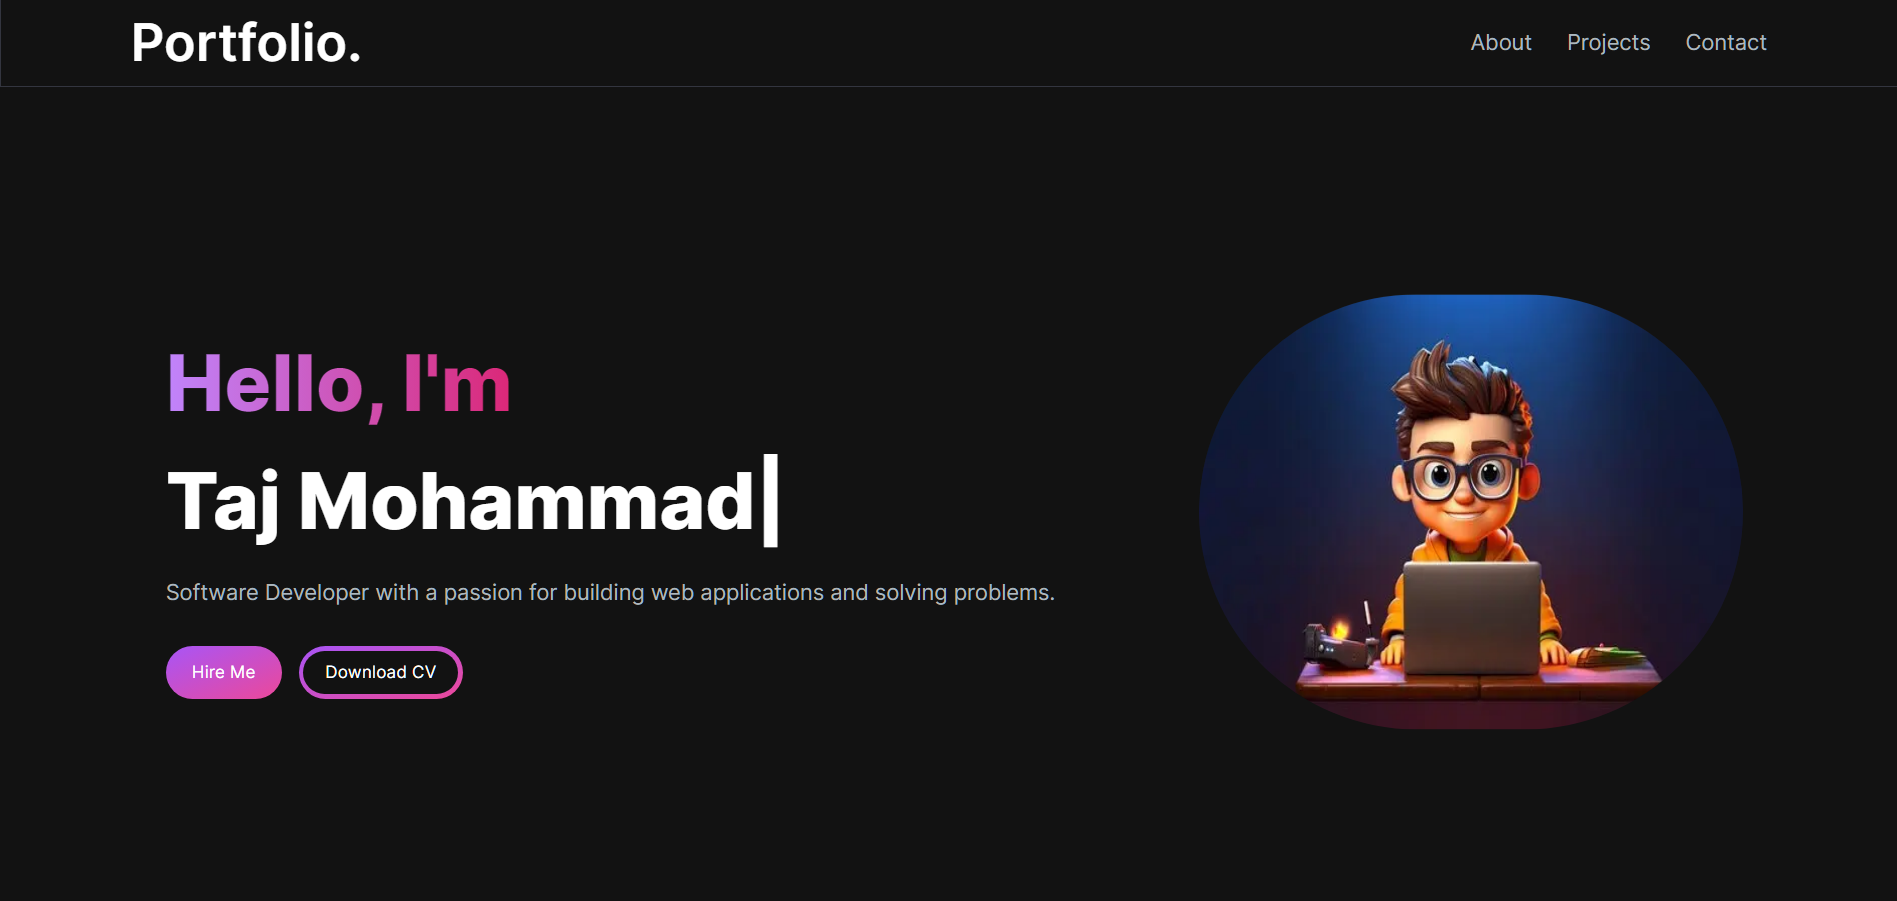 Portfolio.
About Projects Contact
Hello, I'm
Taj Mohammad|
Software Developer with a passion for building web applications and solving problems.
Hire Me Download CV